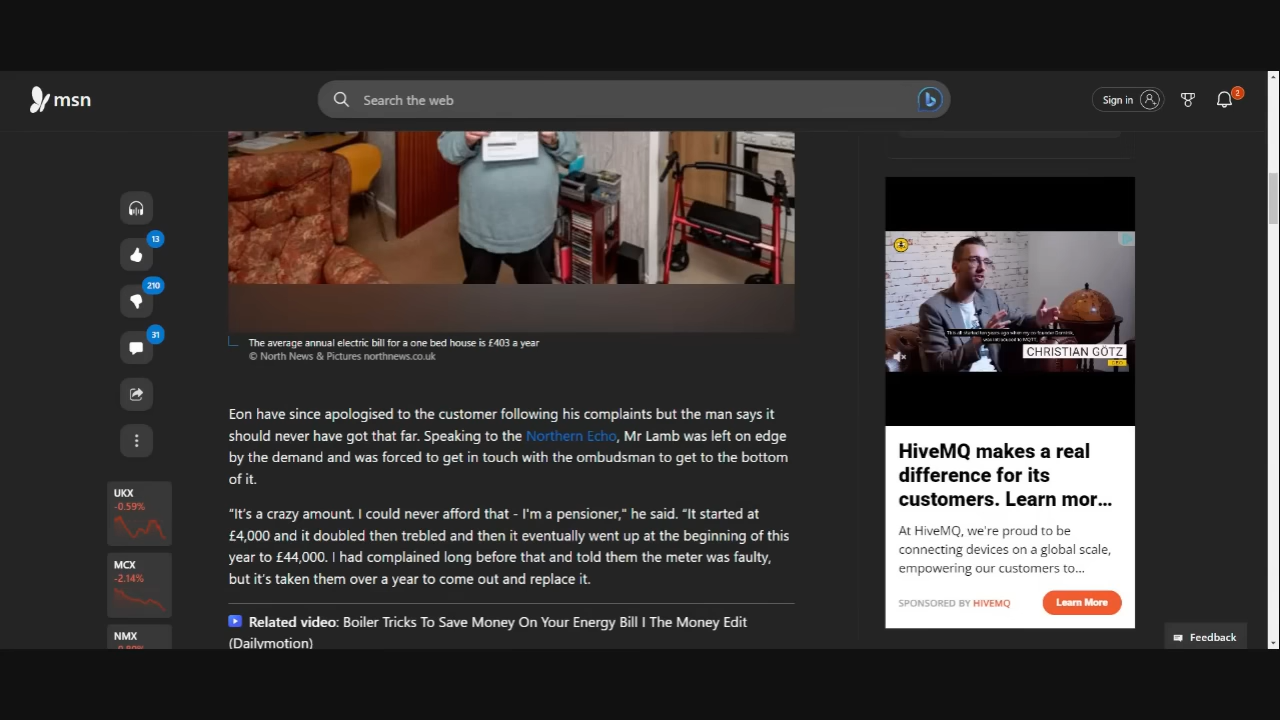 msn
Search the web
Sign in
2
13
210
31
The average annual electric bill for a one bed house is £403 a year
© North News & Pictures northnews.co.uk
Eon have since apologised to the customer following his complaints but the man says it
should never have got that far. Speaking to the Northern Echo, Mr Lamb was left on edge
by the demand and was forced to get in touch with the ombudsman to get to the bottom
of it.
"It's a crazy amount. I could never afford that - I'm a pensioner," he said. "It started at
£4,000 and it doubled then trebled and then it eventually went up at the beginning of this
year to £44,000. I had complained long before that and told them the meter was faulty,
but it's taken them over a year to come out and replace it.
Related video: Boiler Tricks To Save Money On Your Energy Bill I The Money Edit
(Dailymotion)
UKX
-0.59%
MCX
-2.14%
NMX
CHRISTIAN GÖTZ
HiveMQ makes a real
difference for its
customers. Learn mor...
At HiveMQ, we're proud to be
connecting devices on a global scale,
empowering our customers to...
SPONSORED BY HIVEMQ
Learn More
Feedback